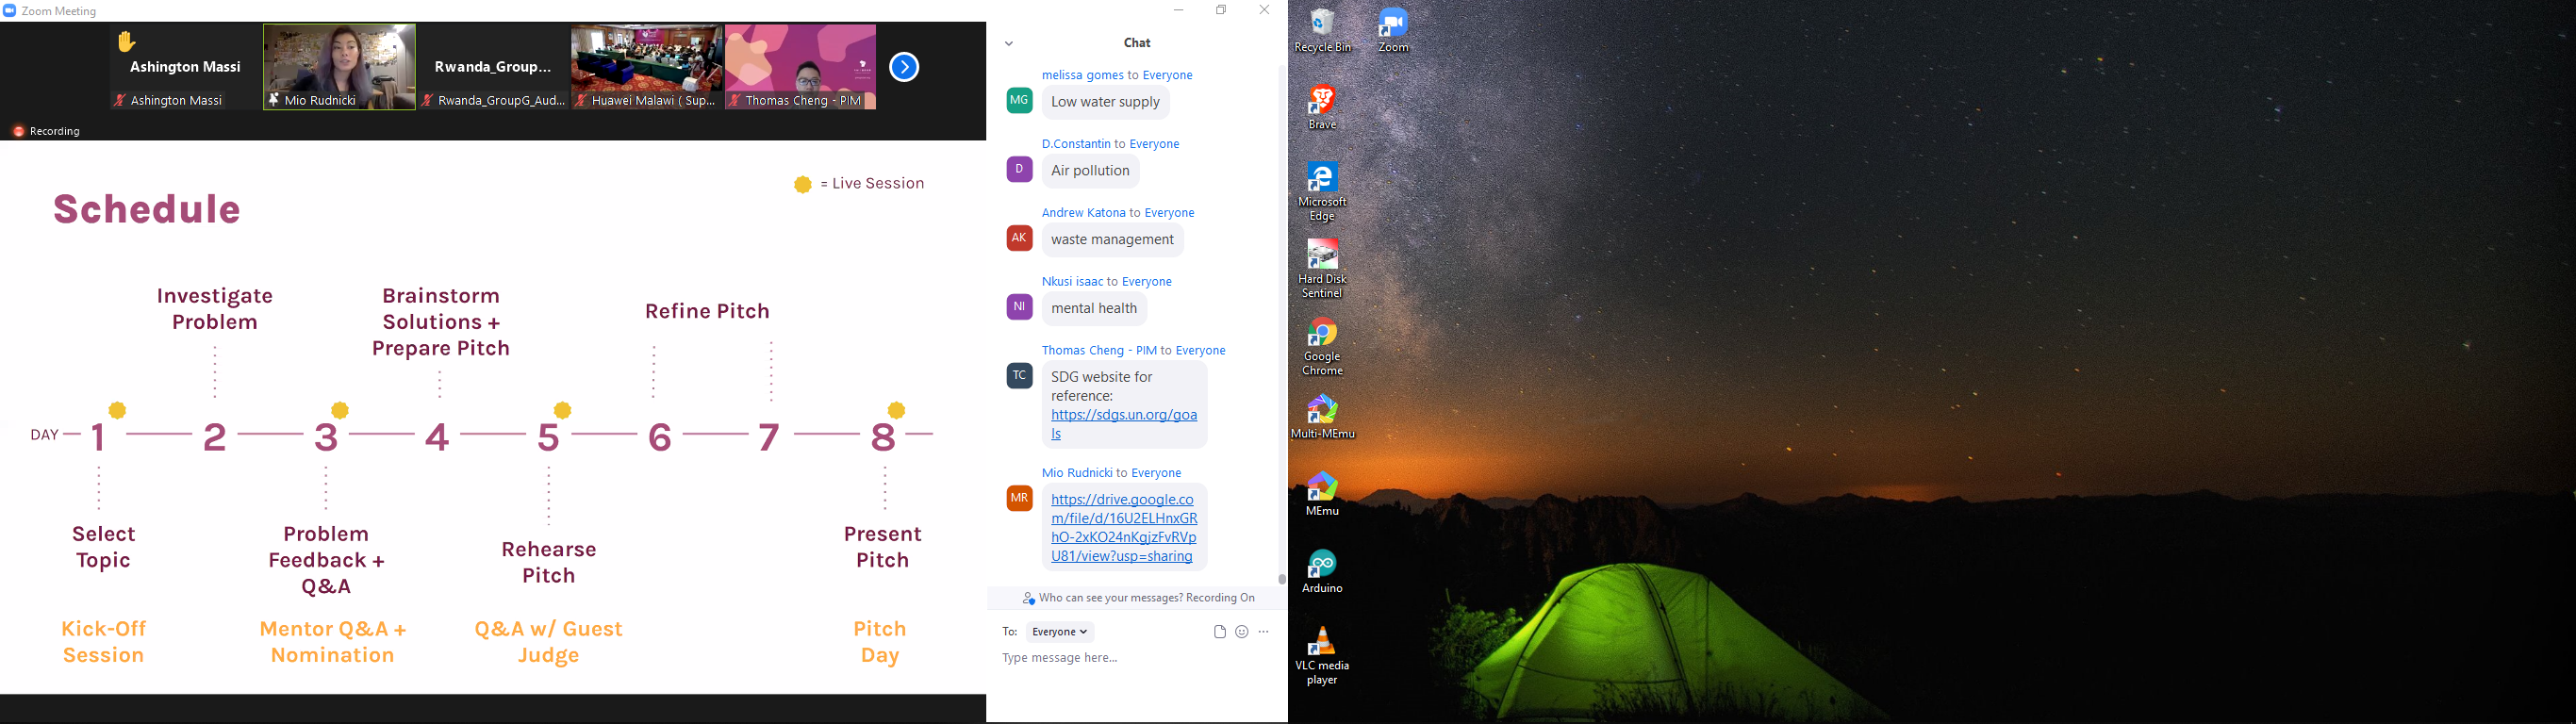 Zoom Meeting
Ashington Massi
Ashington Massi
Mio Rudnicki
Rwanda_Group...
Rwanda_GroupG_Aud...
Huawei Malawi ( Sup...
Thomas Cheng - PIM
Recording
= Live Session
Schedule
Investigate
Problem
Brainstorm
Solutions +
Prepare Pitch
Refine Pitch
DAY 1 2 3 4 5 6 7 8
Select
Topic
Problem
Feedback +
Q&A
Rehearse
Pitch
Present
Pitch
Kick-Off
Session
Mentor Q&A +
Nomination
Q&A w/ Guest
Judge
Pitch
Day
Chat
melissa gomes to Everyone
MG
Low water supply
D.Constantin to Everyone
D
Air pollution
Andrew Katona to Everyone
AK
waste management
Nkusi isaac to Everyone
NI
mental health
Thomas Cheng - PIM to Everyone
TC
SDG website for
reference:
https://sdgs.un.org/goa
ls
Mio Rudnicki to Everyone
MR
https://drive.google.co
m/file/d/16U2ELHnxGR
hO-2xKO24nKgjzFvRVp
U81/view?usp=sharing
Who can see your messages? Recording On
To: Everyone
Type message here...
Recycle Bin
Zoom
Brave
Microsoft
Edge
Hard Disk
Sentinel
Google
Chrome
Multi-MEmu
MEmu
Arduino
VLC media
player